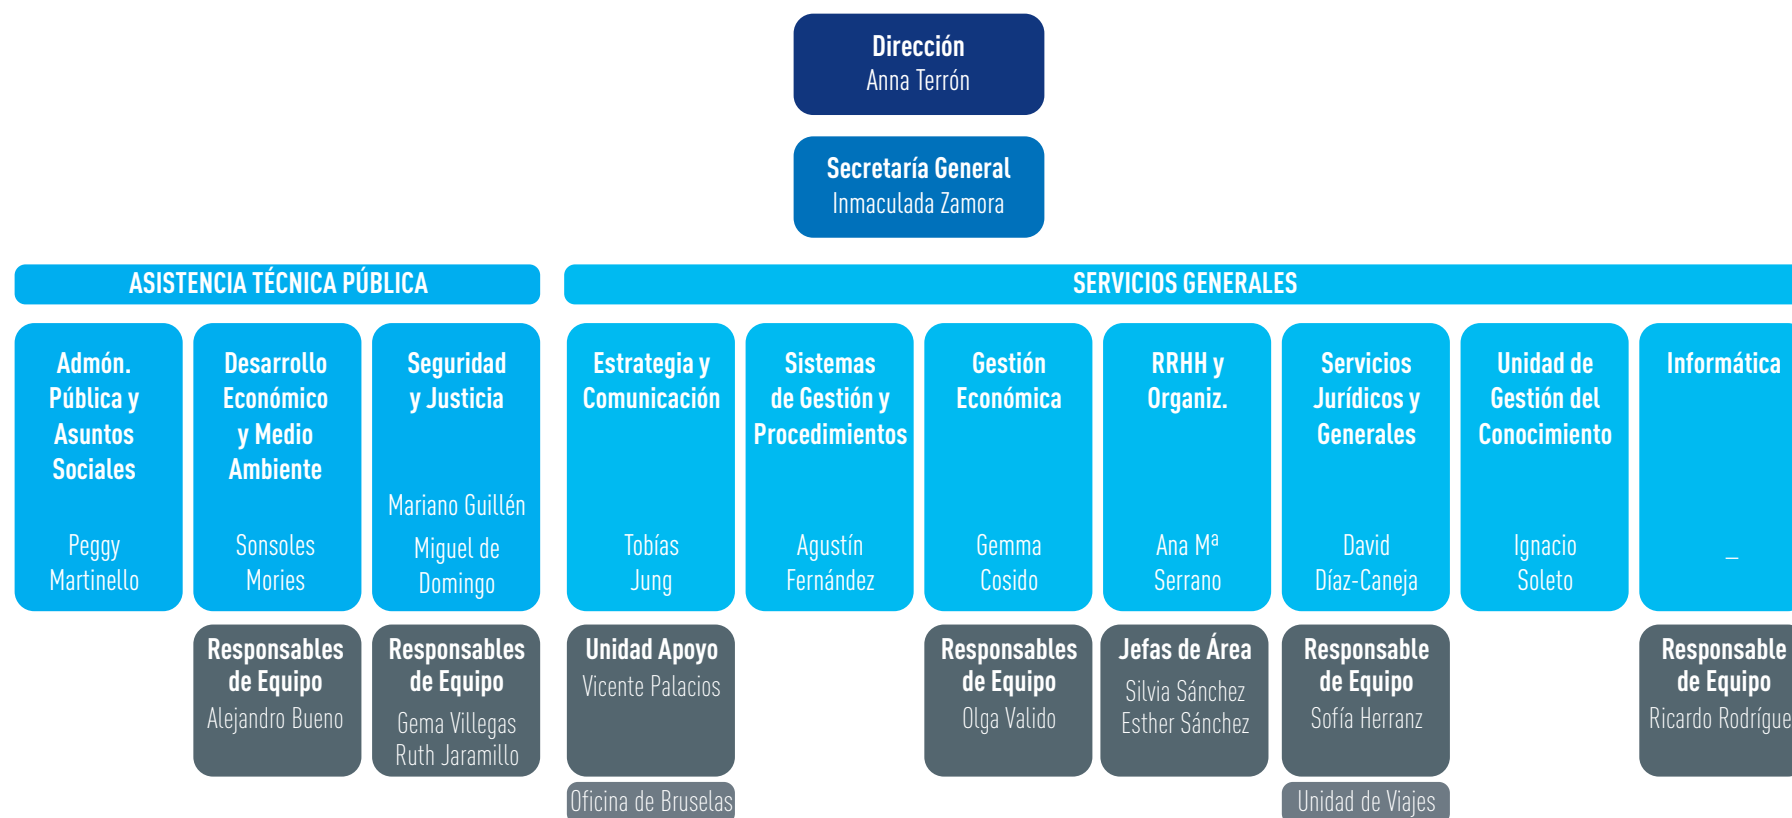 Dirección
Anna Terrón
Secretaría General
Inmaculada Zamora
ASISTENCIA TÉCNICA PÚBLICA
SERVICIOS GENERALES
Admón.
Pública y
Asuntos
Sociales
Peggy
Martinello
Desarrollo
Económico
y Medio
Ambiente
Sonsoles
Mories
Seguridad
y Justicia
Mariano Guillén
Miguel de
Domingo
Estrategia y
Comunicación
Tobías
Jung
Sistemas
de Gestión y
Procedimientos
Agustín
Fernández
Gestión
Económica
Gemma
Cosido
RRHH y
Organiz.
Ana Mª
Serrano
Servicios
Jurídicos y
Generales
David
Díaz-Caneja
Unidad de
Gestión del
Conocimiento
Ignacio
Soleto
Informática
_
Responsables
de Equipo
Alejandro Bueno
Responsables
de Equipo
Gema Villegas
Ruth Jaramillo
Unidad Apoyo
Vicente Palacios
Responsables
de Equipo
Olga Valido
Jefas de Área
Silvia Sánchez
Esther Sánchez
Responsable
de Equipo
Sofía Herranz
Responsable
de Equipo
Ricardo Rodrígue
Oficina de Bruselas
Unidad de Viajes